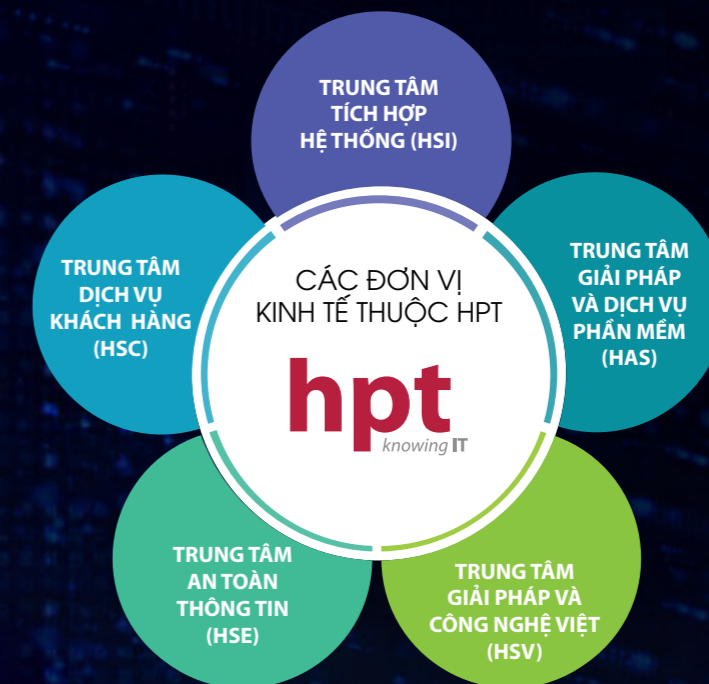 TRUNG TÂM
TÍCH HỢP
HỆ THỐNG (HSI)
TRUNG TÂM
DỊCH VỤ
KHÁCH HÀNG
(HSC)
CÁC ĐƠN VỊ
KINH TẾ THUỘC HPT
hpt
knowing IT
TRUNG TÂM
GIẢI PHÁP
VÀ DỊCH VỤ
PHẦN MỀM
(HAS)
TRUNG TÂM
AN TOÀN
THÔNG TIN
(HSE)
TRUNG TÂM
GIẢI PHÁP VÀ
CÔNG NGHỆ VIỆT
(HSV)